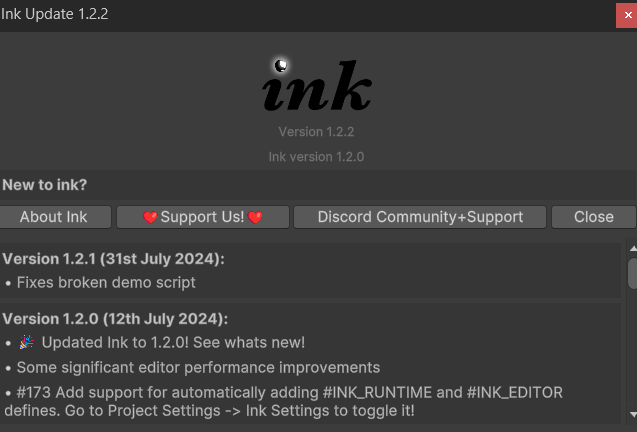 Ink Update 1.2.2
ink
Version 1.2.2
Ink version 1.2.0
New to ink?
About Ink
❤️Support Us!❤️
Discord Community+Support
Close
Version 1.2.1 (31st July 2024):
• Fixes broken demo script
Version 1.2.0 (12th July 2024):
• 🎉 Updated Ink to 1.2.0! See whats new!
• Some significant editor performance improvements
• #173 Add support for automatically adding #INK_RUNTIME and #INK_EDITOR
defines. Go to Project Settings -> Ink Settings to toggle it!